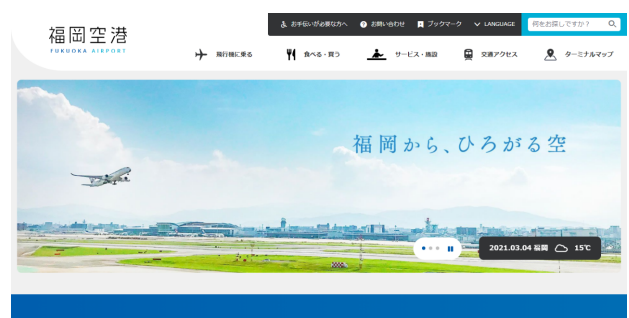 福岡空港
FUKUOKA AIRPORT
お手伝いが必要な方へ
お問い合わせ
ブックマーク
LANGUAGE
何をお探しですか？
飛行機に乗る
食べる・買う
サービス・施設
交通アクセス
ターミナルマップ
福岡から、ひろがる空
2021.03.04 福岡 15℃